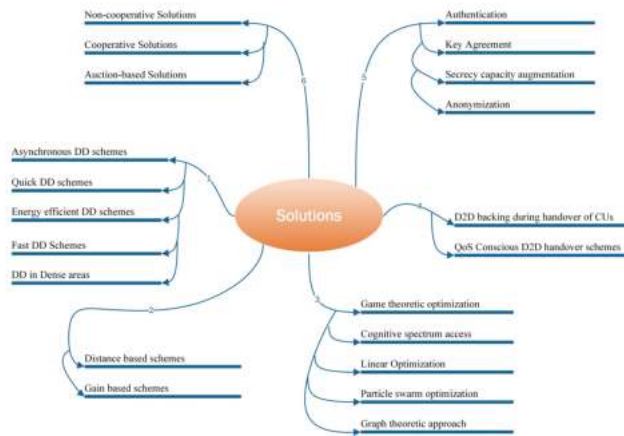 Non-cooperative Solutions
Cooperative Solutions
Auction-based Solutions
6
Authentication
Key Agreement
Secrecy capacity augmentation
Anonymization
5
Asynchronous DD schemes
Quick DD schemes
Energy efficient DD schemes
Fast DD Schemes
DD in Dense areas
1
Solutions
4
D2D backing during handover of CUs
QoS Conscious D2D handover schemes
2
Distance based schemes
Gain based schemes
3
Game theoretic optimization
Cognitive spectrum access
Linear Optimization
Particle swarm optimization
Graph theoretic approach